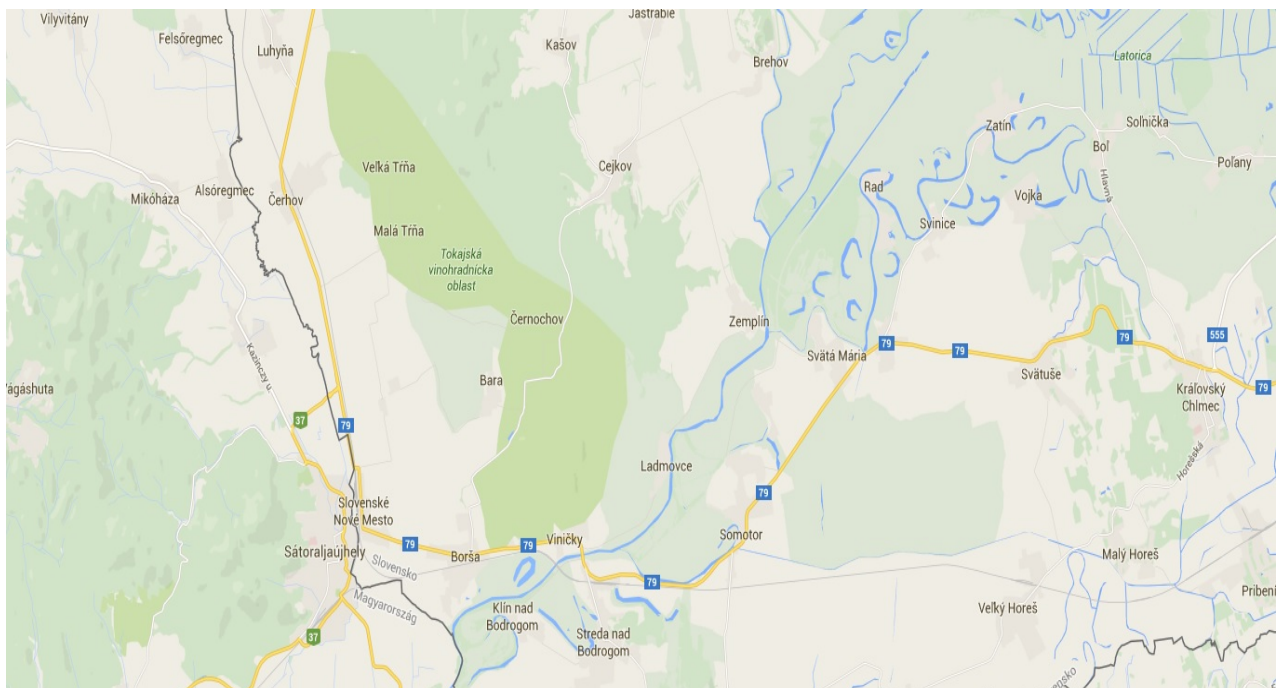 Vilyvitány
Felsőregmec
Luhyňa
Kašov
Jastrabie
Brehov
Latorica
Zatín
Soľnička
Boľ
Poľany
Hlavná
Veľká Tŕňa
Cejkov
Mikóháza
Alsóregmec
Čerhov
Rad
Vojka
Svinice
Malá Tŕňa
Tokajská
vinohradnícka
oblasť
Černochov
Zemplín
Svätá Mária
79
79
79
555
Svätuše
79
Kráľovský
Chlmec
Kazinczy u.
Bara
37
79
Horešská
Ladmovce
79
Slovenské
Nové Mesto
Sátoraljaújhely
79
Borša
79
Viničky
Somotor
Malý Horeš
Slovensko
Magyarország
79
Klín nad
Bodrogom
Streda nad
Bodrogom
Veľký Horeš
37